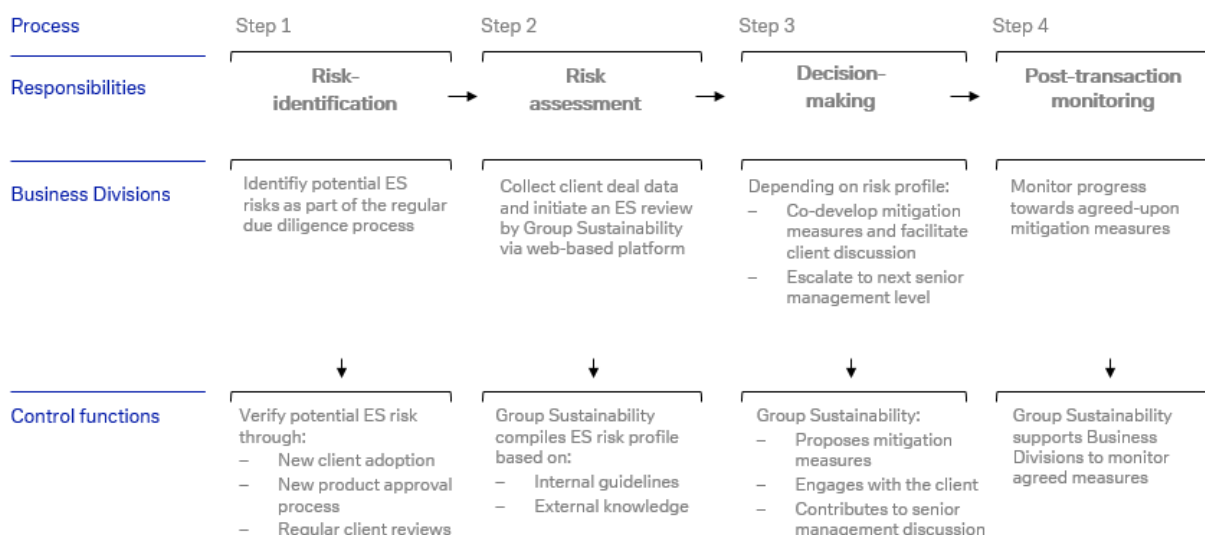 Process
Step 1
Step 2
Step 3
Step 4
Responsibilities
Risk-
identification
Risk
assessment
Decision-
making
Post-transaction
monitoring
Business Divisions
Identifiy potential ES
risks as part of the regular
due diligence process
Collect client deal data
and initiate an ES review
by Group Sustainability
via web-based platform
Depending on risk profile:
– Co-develop mitigation
measures and facilitate
client discussion
– Escalate to next senior
management level
Monitor progress
towards agreed-upon
mitigation measures
Control functions
Verify potential ES risk
through:
– New client adoption
– New product approval
process
– Regular client reviews
Group Sustainability
compiles ES risk profile
based on:
– Internal guidelines
– External knowledge
Group Sustainability:
– Proposes mitigation
measures
– Engages with the client
– Contributes to senior
management discussion
Group Sustainability
supports Business
Divisions to monitor
agreed measures